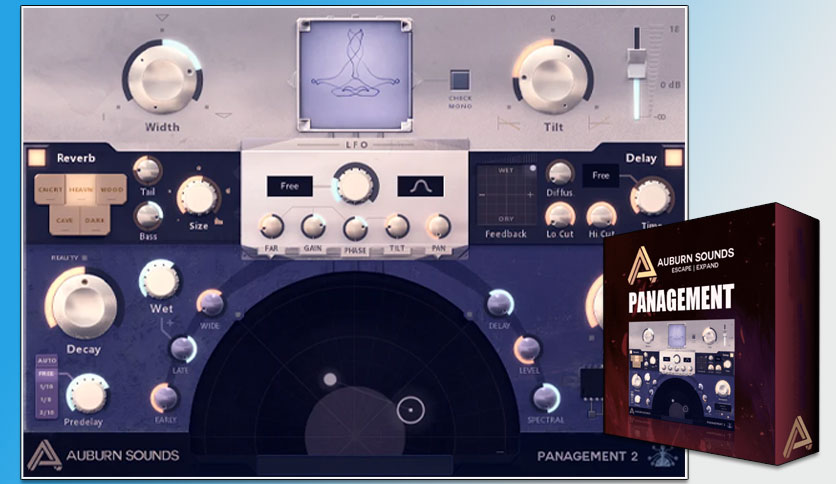 18
0 dB
-∞
D
CHECK
MONO
Width
Tilt
LFO
Reverb
Delay
CNCRT HEAVN WOOD
CAVE DARK
Tail
Bass
Size
Free
FAR GAIN PHASE TILT PAN
WET
DRY
Feedback
Diffus
Free
Lo Cut
Hi Cut
Time
REALITY
Decay
Wet
WIDE
LATE
EARLY
DELAY
LEVEL
SPECTRAL
AUTO
FREE
1/16
1/8
Predelay
AUBURN SOUNDS
PANAGEMENT 2
AUBURN SOUNDS
ESCAPE | EXPAND
PANAGEMENT